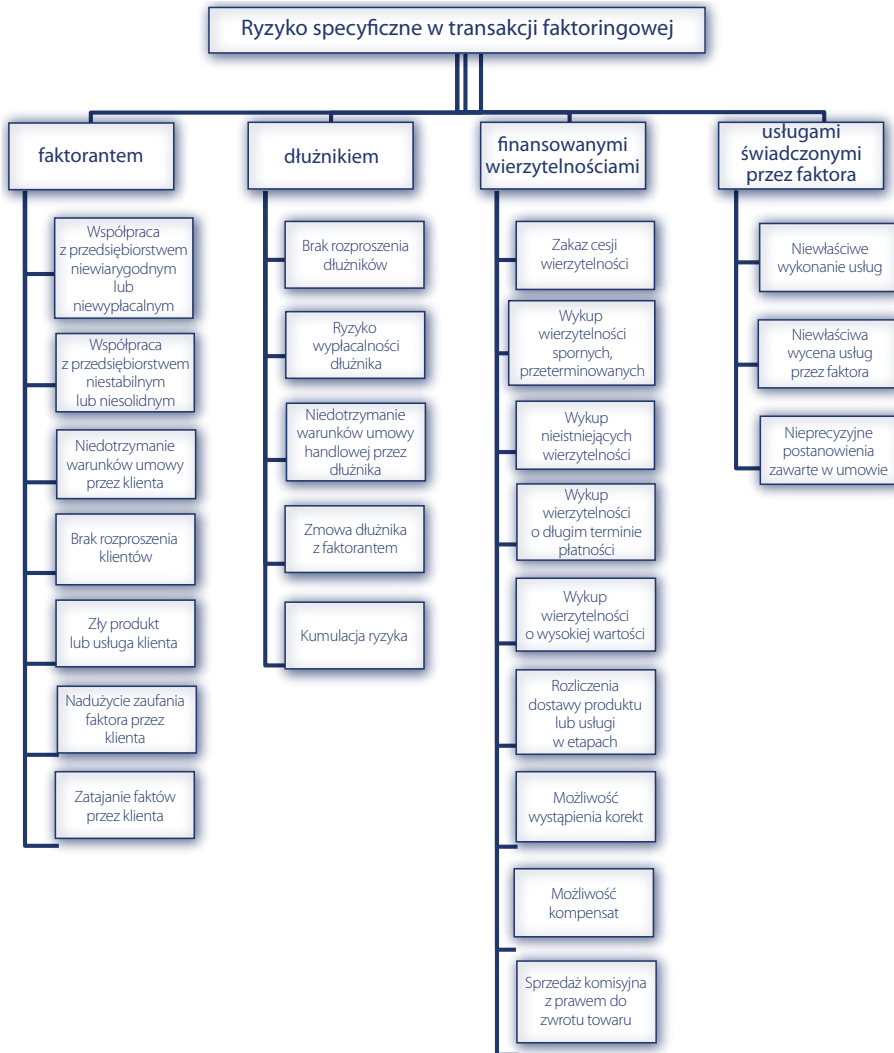 Ryzyko specyficzne w transakcji faktoringowej
faktorantem
Współpraca
z przedsiębiorstwem
niewiarygodnym
lub
niewypłacalnym
Współpraca
z przedsiębiorstwem
niestabilnym
lub niesolidnym
Niedotrzymanie
warunków umowy
przez klienta
Brak rozproszenia
klientów
Zły produkt
lub usługa klienta
Nadużycie zaufania
faktora przez
klienta
Zatajanie faktów
przez klienta
dłużnikiem
Brak rozproszenia
dłużników
Ryzyko
wypłacalności
dłużnika
Niedotrzymanie
warunków umowy
handlowej przez
dłużnika
Zmowa dłużnika
z faktorantem
Kumulacja ryzyka
finansowanymi
wierzytelnościami
Zakaz cesji
wierzytelności
Wykup
wierzytelności
spornych,
przeterminowanych
Wykup
nieistniejących
wierzytelności
Wykup
wierzytelności
o długim terminie
płatności
Wykup
wierzytelności
o wysokiej wartości
Rozliczenia
dostawy produktu
lub usługi
w etapach
Możliwość
wystąpienia korekt
Możliwość
kompensat
Sprzedaż komisyjna
z prawem do
zwrotu towaru
usługami
świadczonymi
przez faktora
Niewłaściwe
wykonanie usług
Niewłaściwa
wycena usług
przez faktora
Nieprecyzyjne
postanowienia
zawarte w umowie